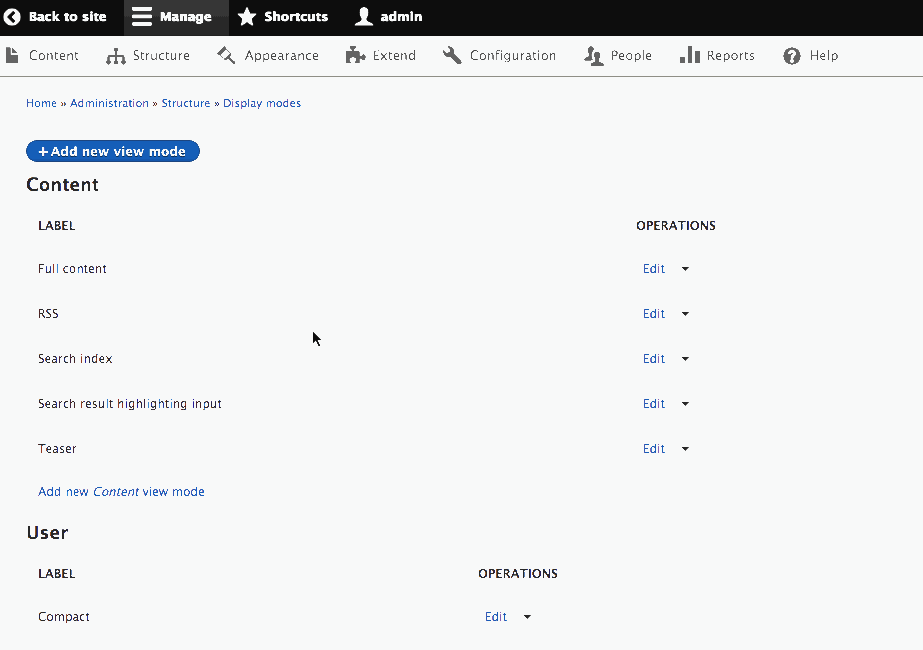 Back to site Manage Shortcuts admin
Content Structure Appearance Extend Configuration People Reports Help
Home » Administration » Structure » Display modes
+ Add new view mode
Content
LABEL OPERATIONS
Full content Edit
RSS Edit
Search index Edit
Search result highlighting input Edit
Teaser Edit
Add new Content view mode
User
LABEL OPERATIONS
Compact Edit